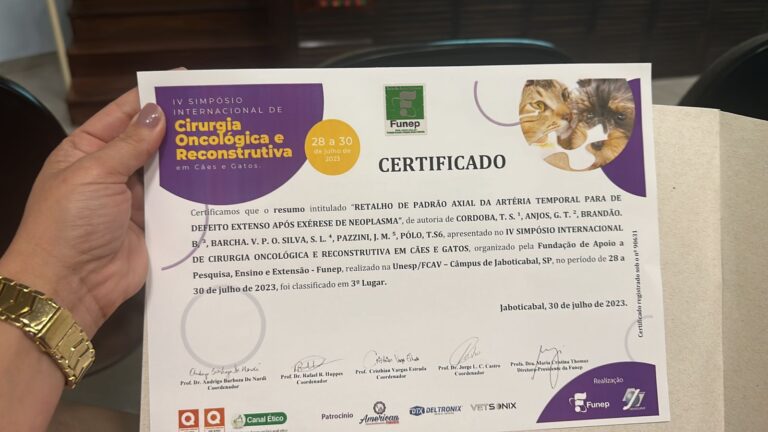 IV SIMPÓSIO
INTERNACIONAL DE
Cirurgia
Oncológica e
Reconstrutiva
em Cães e Gatos.
28 a 30
de julho de
2023
Funep
CERTIFICADO
Certificamos que o resumo intitulado "RETALHO DE PADRÃO AXIAL DA ARTÉRIA TEMPORAL PARA DE
DEFEITO EXTENSO APÓS EXÉRESE DE NEOPLASMA", de autoria de CORDOBA, T. S. ¹, ANJOS, G. T. ², BRANDÃO.
B. ³, BARCHA. V. P. O. SILVA, S. L. ⁴, PAZZINI, J. M. ⁵, PÓLO, T.S6, apresentado no IV SIMPÓSIO INTERNACIONAL
DE CIRURGIA ONCOLÓGICA E RECONSTRUTIVA EM CÃES E GATOS, organizado pela Fundação de Apoio a
Pesquisa, Ensino e Extensão - Funep, realizado na Unesp/FCAV – Câmpus de Jaboticabal, SP, no período de 28 a
30 de julho de 2023, foi classificado em 3º Lugar.
Jaboticabal, 30 de julho de 2023.
Certificado registrado sob o nº 90631
Prof. Dr. Andrigo Barboza De Nardi
Coordenador
Prof. Dr. Rafael R. Huppes
Coordenador
Prof. Cristhian Vargas Estrada
Coordenador
Prof. Dr. Jorge L. C. Castro
Coordenador
Profa. Dra. Maria Cristina Thomaz
Diretora-Presidente da Funep
Realização
Funep
Patrocínio
Canal Ético
American
DTX DELTRONIX
VETSONIX